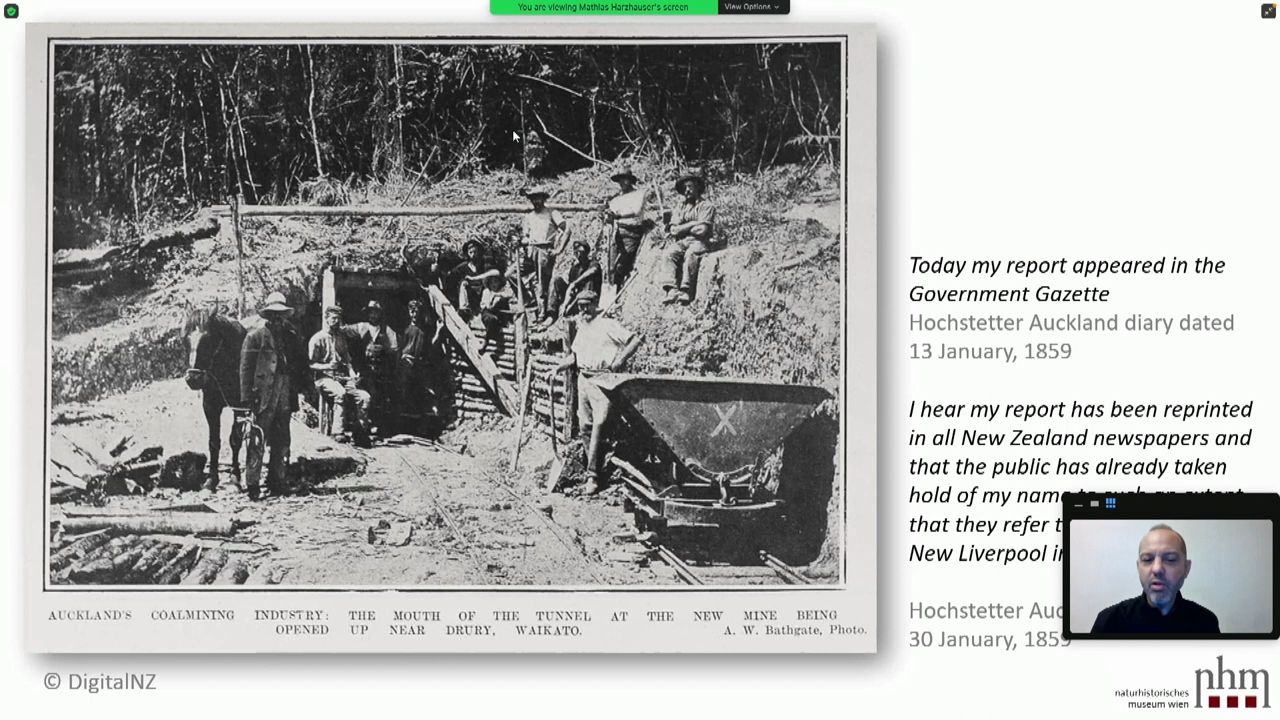 You are viewing Mathias Harzhauser's screen
View Options
Today my report appeared in the
Government Gazette
Hochstetter Auckland diary dated
13 January, 1859
I hear my report has been reprinted
in all New Zealand newspapers and
that the public has already taken
hold of my name
that they refer
New Liverpool
Hochstetter
30 January, 1859
X
AUCKLAND'S COALMINING INDUSTRY: THE MOUTH OF THE TUNNEL AT THE NEW MINE BEING
OPENED UP NEAR DRURY, WAIKATO. A. W. Bathgate, Photo.
© DigitalNZ
naturhistorisches
museum wien
nhm